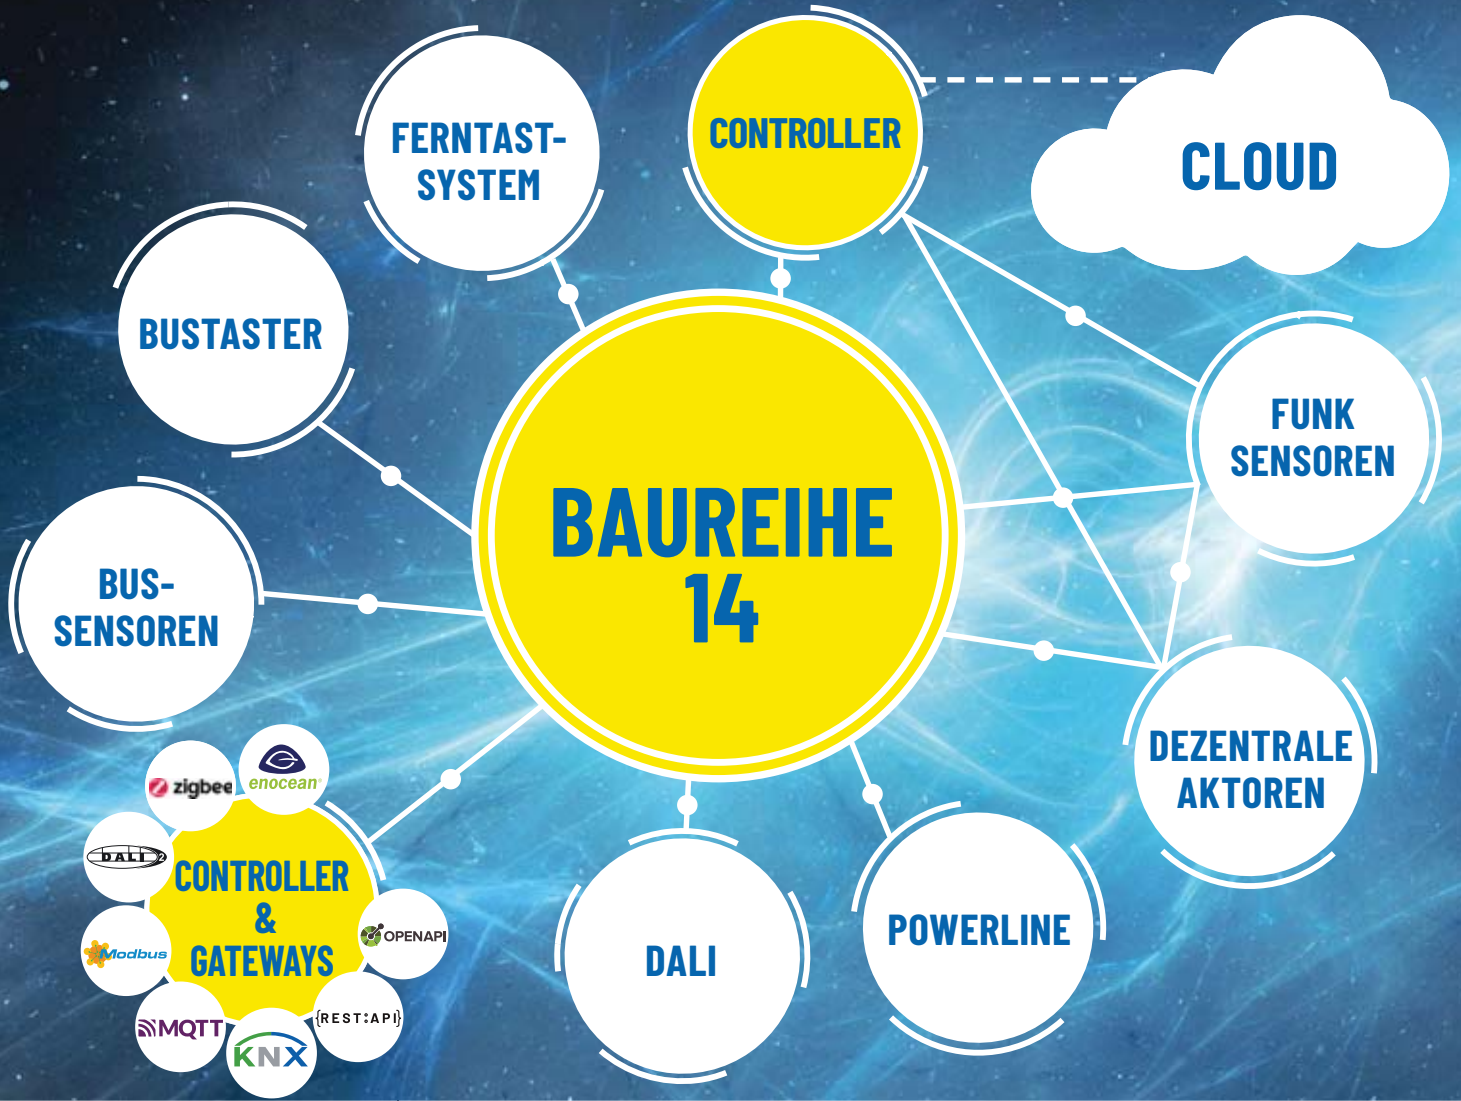 FERNTAST-
SYSTEM
CONTROLLER
CLOUD
BUSTASTER
FUNK
SENSOREN
BAUREIHE
14
BUS-
SENSOREN
DEZENTRALE
AKTOREN
zigbee
enocean®
DALI 2
CONTROLLER
&
GATEWAYS
Modbus
OPENAPI
MQTT
{REST:API}
KNX
DALI
POWERLINE